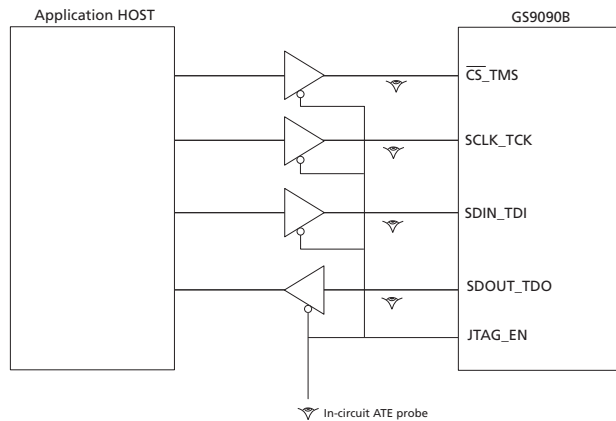 Application HOST
GS9090B
CS_TMS
SCLK_TCK
SDIN_TDI
SDOUT_TDO
JTAG_EN
In-circuit ATE probe